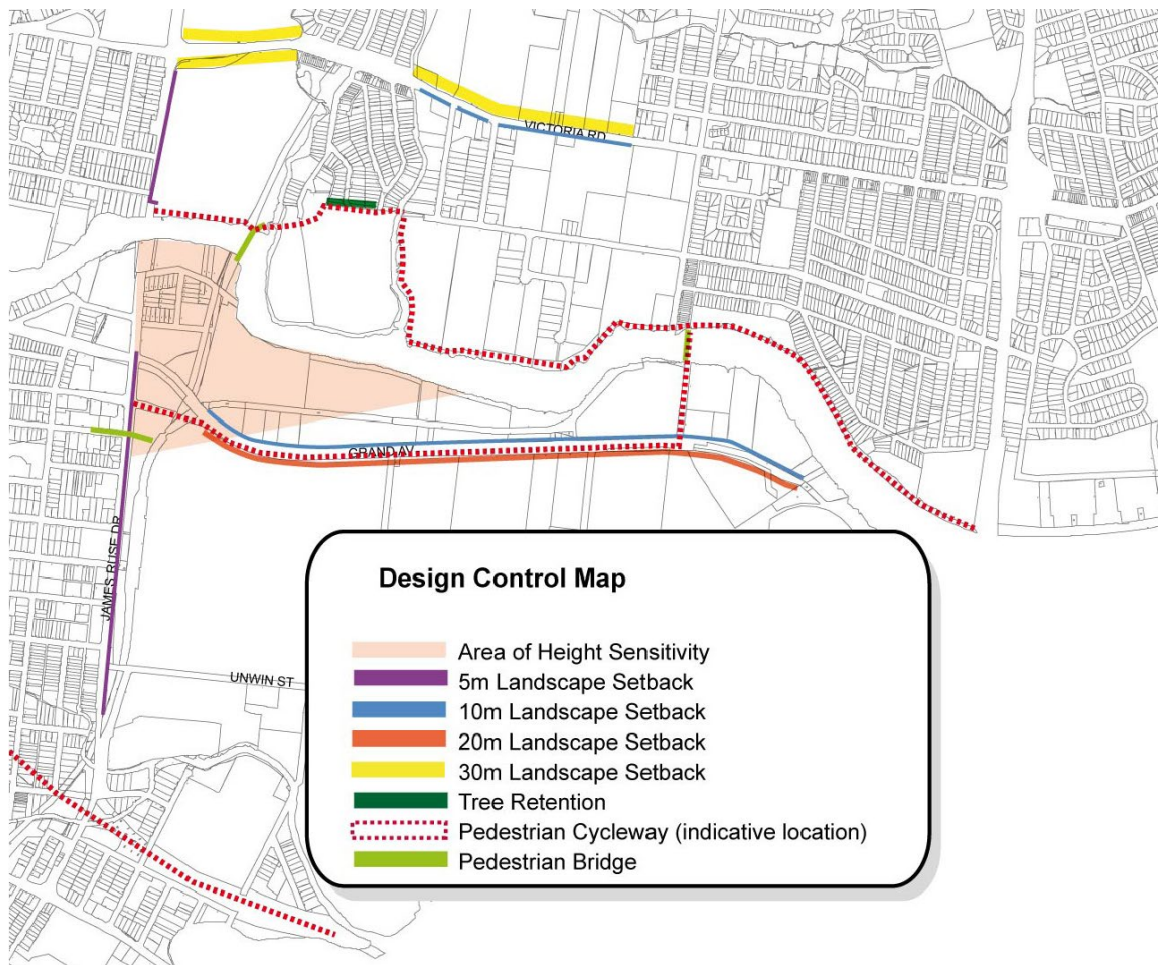 VICTORIA RD
GRAND AV
JAMES RUSE DR
UNWIN ST
Design Control Map
Area of Height Sensitivity
5m Landscape Setback
10m Landscape Setback
20m Landscape Setback
30m Landscape Setback
Tree Retention
Pedestrian Cycleway (indicative location)
Pedestrian Bridge